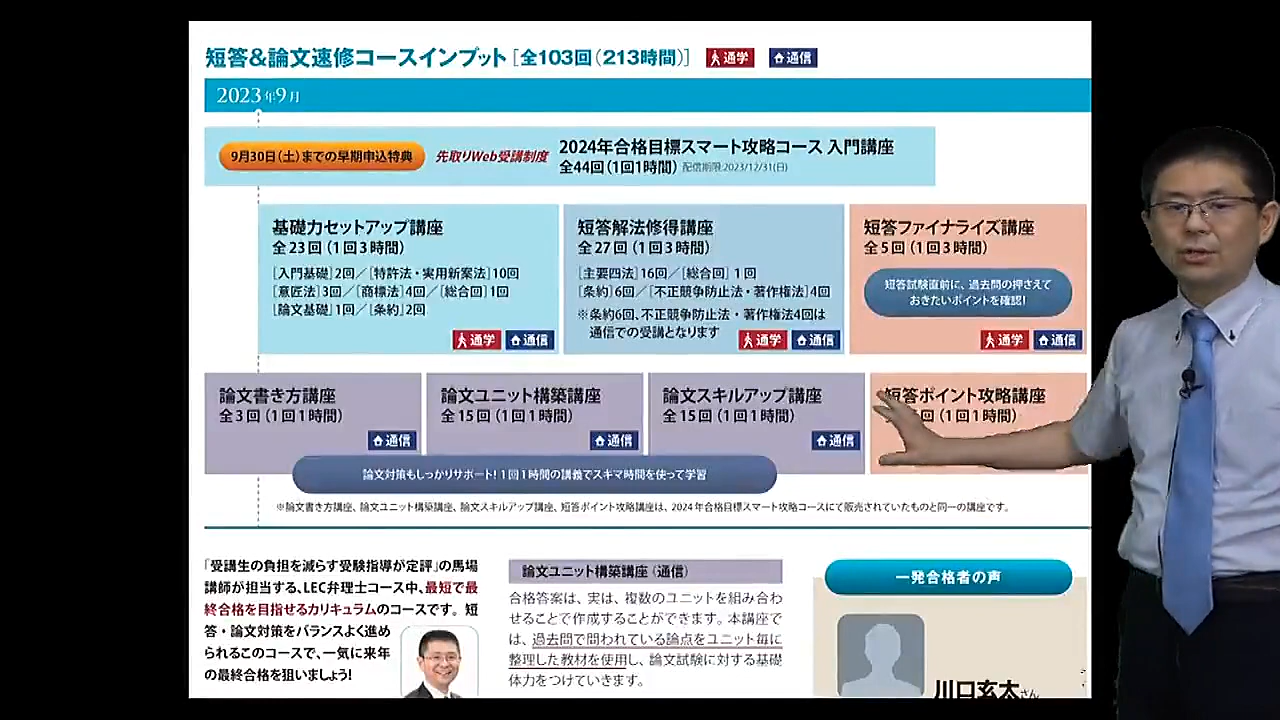 短答&論文速修コースインプット［全103回（213時間）］ 通学 通信
2023年9月
9月30日（土）までの早期申込特典 先取りWeb受講制度 2024年合格目標スマート攻略コース 入門講座
全44回（1回1時間） 配信期限:2023/12/31(日)
基礎力セットアップ講座
全23回（1回3時間）
［入門基礎］2回／［特許法・実用新案法］10回
［意匠法］3回／［商標法］4回／［総合回］1回
［論文基礎］1回／［条約］2回
通学 通信
短答解法修得講座
全27回（1回3時間）
［主要四法］16回／［総合回］1回
［条約］6回／［不正競争防止法・著作権法］4回
※条約6回、不正競争防止法・著作権法4回は
通信での受講となります
通学 通信
短答ファイナライズ講座
全5回（1回3時間）
短答試験直前に、過去問の押さえて
おきたいポイントを確認!
通学 通信
論文書き方講座
全3回（1回1時間）
通信
論文ユニット構築講座
全15回（1回1時間）
通信
論文スキルアップ講座
全15回（1回1時間）
通信
短答ポイント攻略講座
回（1回1時間）
論文対策もしっかりサポート! 1回1時間の講義でスキマ時間を使って学習
※論文書き方講座、論文ユニット構築講座、論文スキルアップ講座、短答ポイント攻略講座は、2024年合格目標スマート攻略コースにて販売されていたものと同一の講座です。
「受講生の負担を減らす受験指導が定評」の馬場
講師が担当する、LEC弁理士コース中、最短で最
終合格を目指せるカリキュラムのコースです。短
答・論文対策をバランスよく進め
られるこのコースで、一気に来年
の最終合格を狙いましょう!
論文ユニット構築講座（通信）
合格答案は、実は、複数のユニットを組み合わ
せることで作成することができます。本講座で
は、過去問で問われている論点をユニット毎に
整理した教材を使用し、論文試験に対する基礎
体力をつけていきます。
一発合格者の声
川口玄太さん